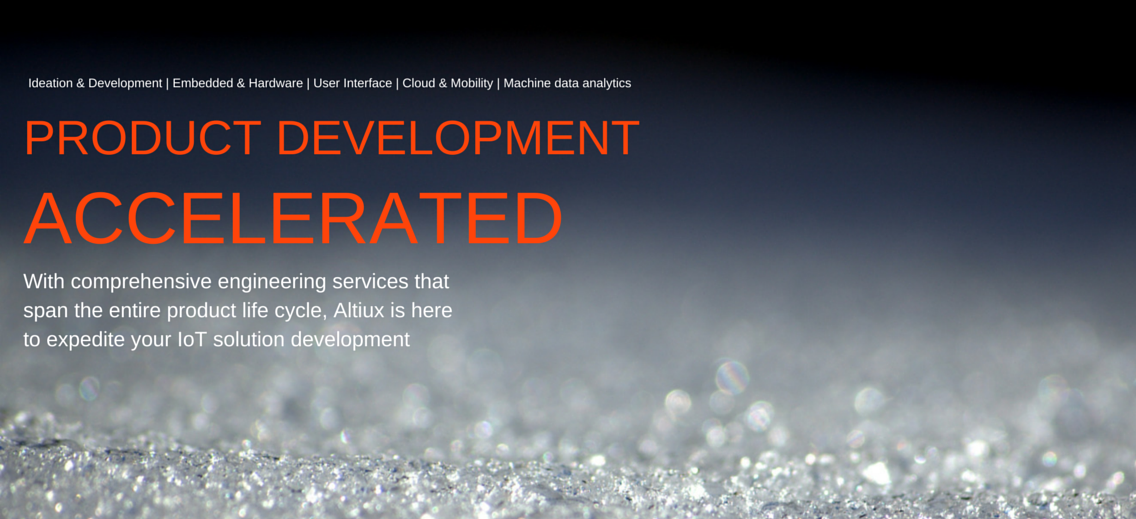 Ideation & Development | Embedded & Hardware | User Interface | Cloud & Mobility | Machine data analytics
PRODUCT DEVELOPMENT
ACCELERATED
With comprehensive engineering services that
span the entire product life cycle, Altiux is here
to expedite your IoT solution development